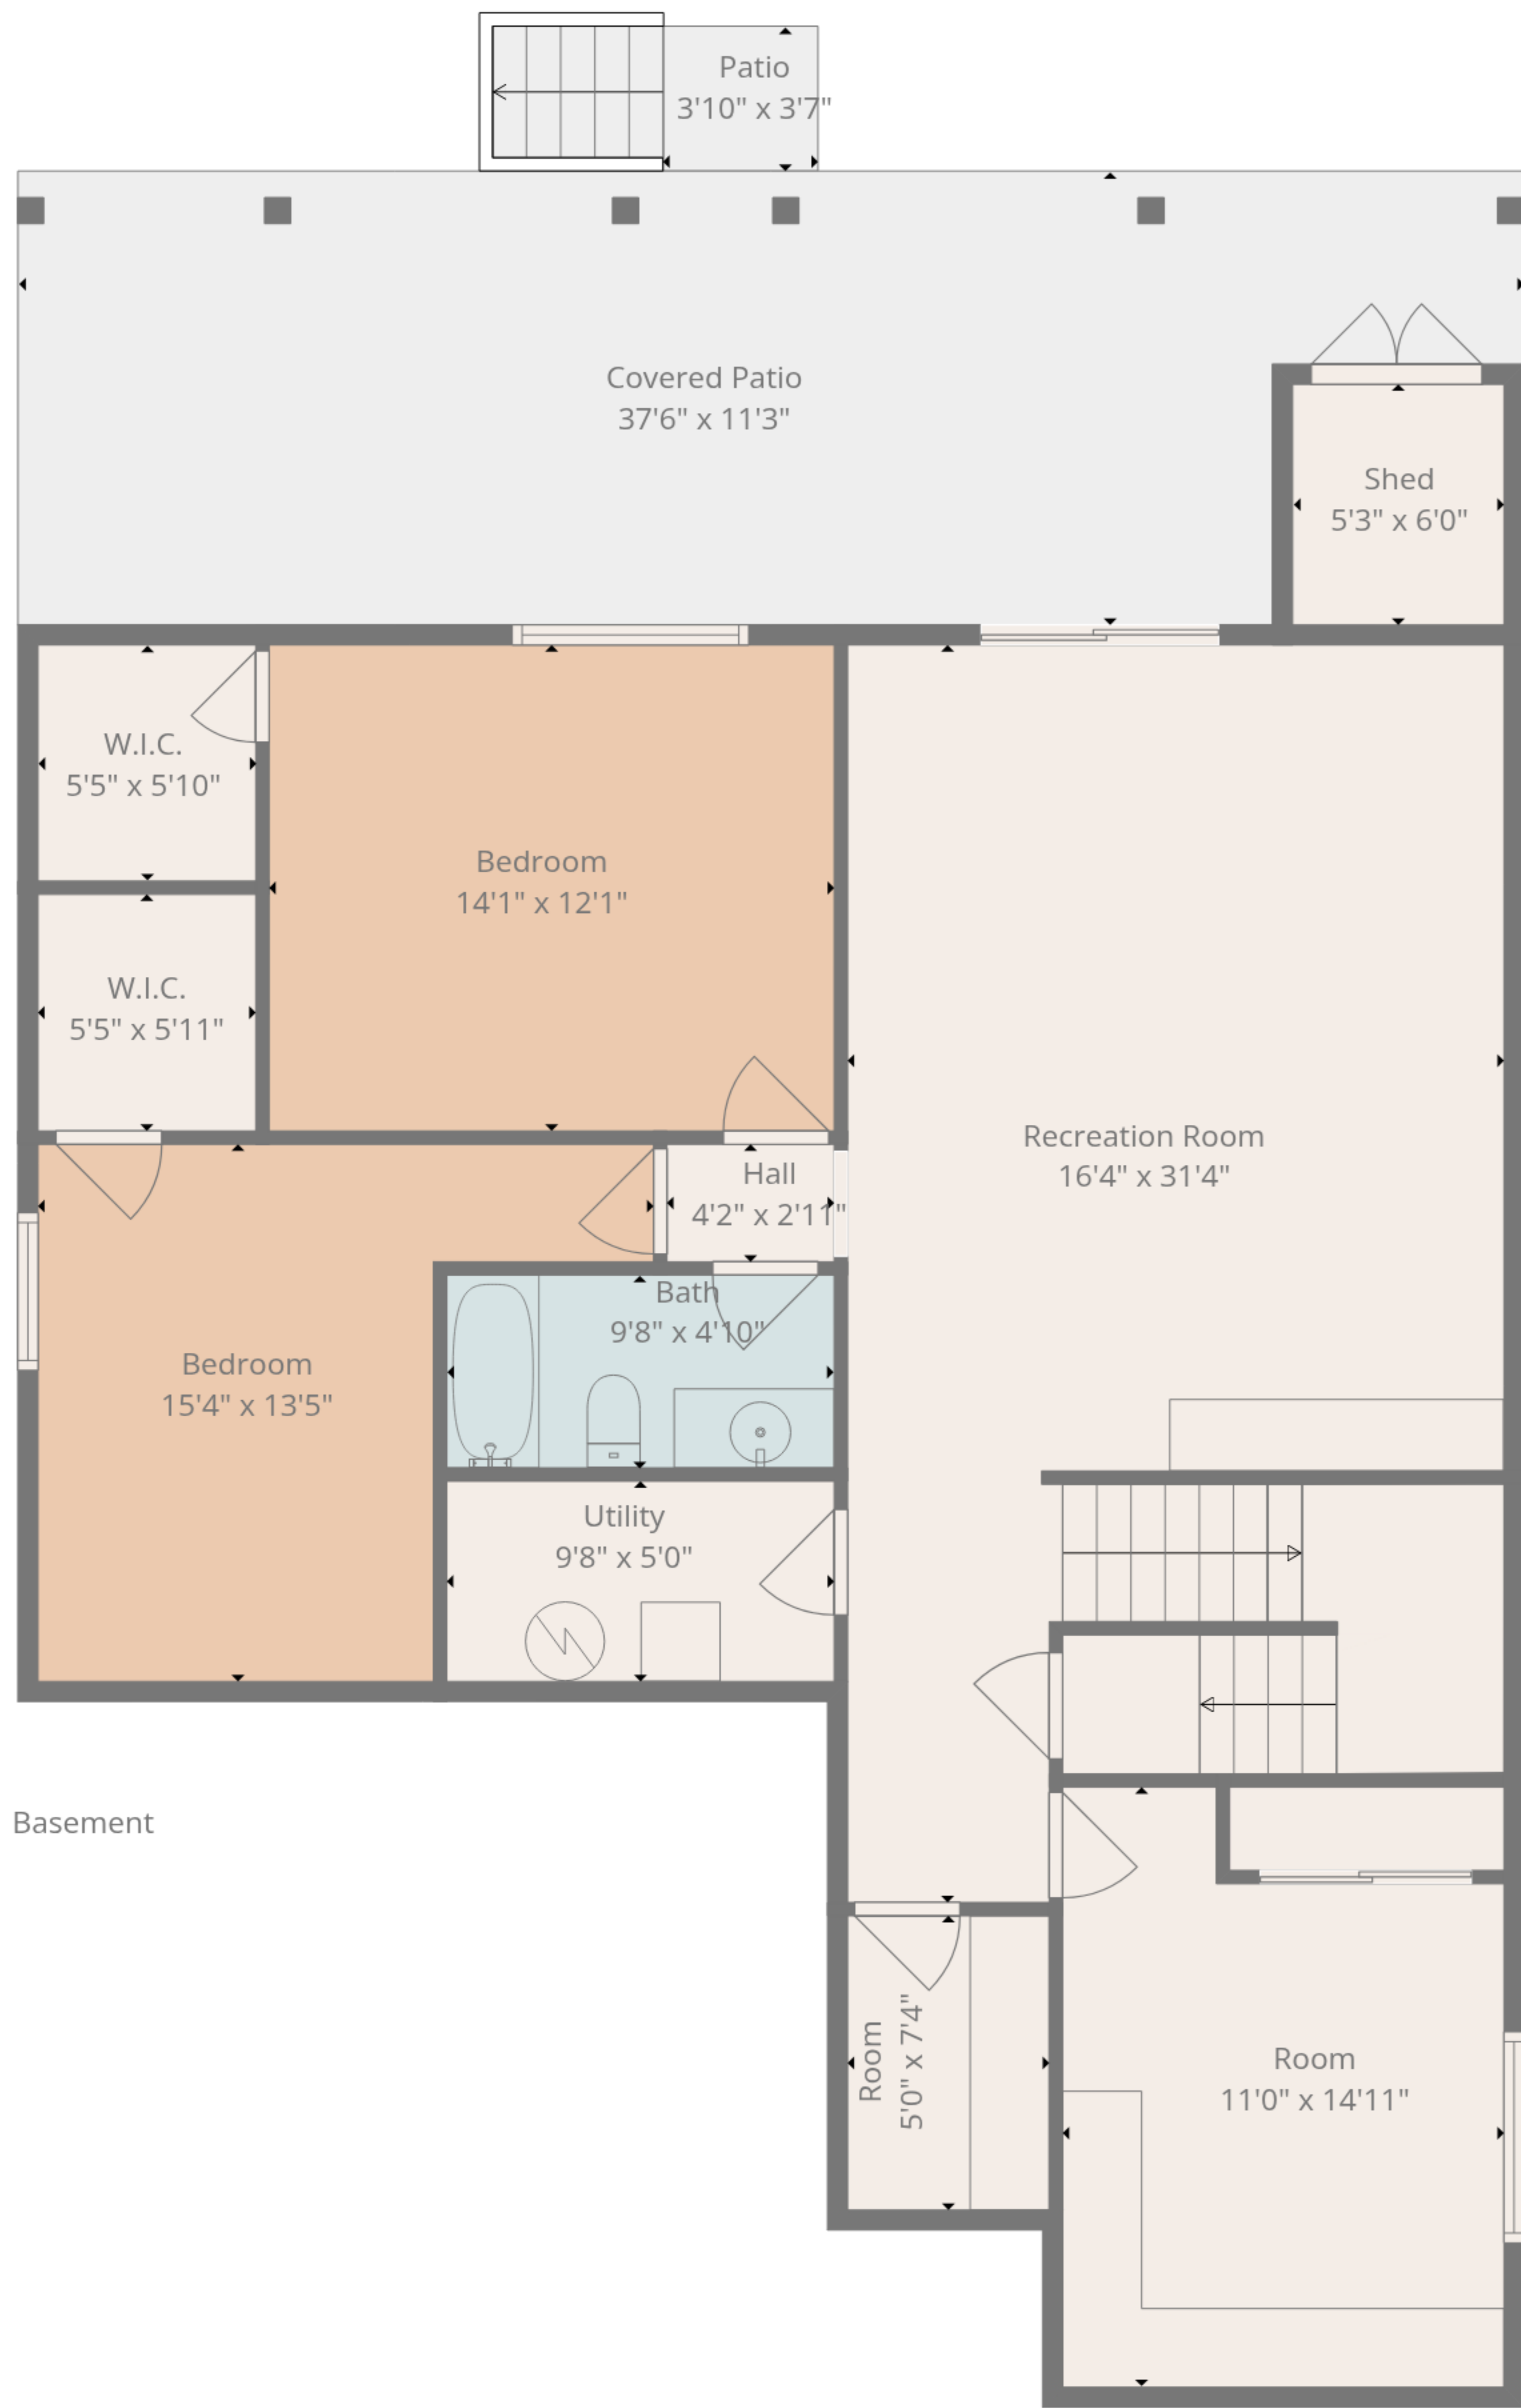 Patio
3'10" x 3'7"
Covered Patio
37'6" x 11'3"
Shed
5'3" x 6'0"
W.I.C.
5'5" x 5'10"
Bedroom
14'1" x 12'1"
W.I.C.
5'5" x 5'11"
Recreation Room
16'4" x 31'4"
Hall
4'2" x 2'11"
Bath
9'8" x 4'10"
Bedroom
15'4" x 13'5"
Utility
9'8" x 5'0"
Basement
Room
5'0" x 7'4"
Room
11'0" x 14'11"